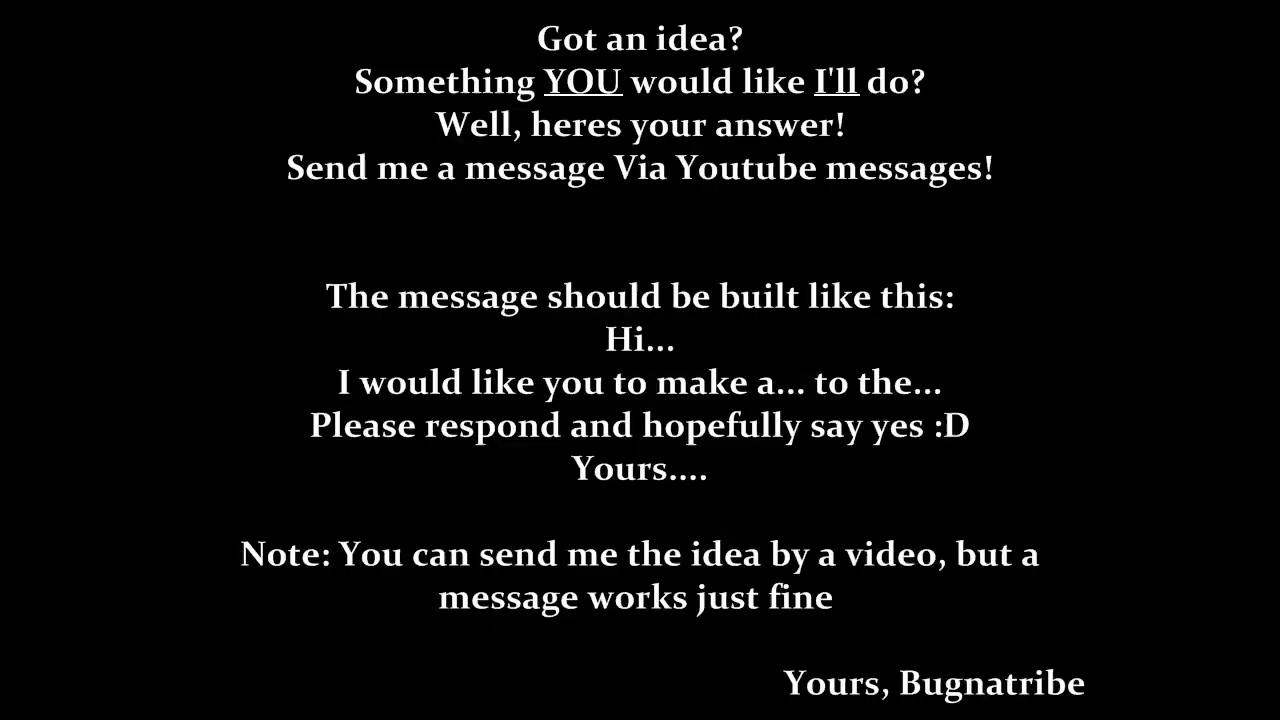 Got an idea?
Something YOU would like I'll do?
Well, heres your answer!
Send me a message Via Youtube messages!
The message should be built like this:
Hi...
I would like you to make a... to the...
Please respond and hopefully say yes :D
Yours....
Note: You can send me the idea by a video, but a
message works just fine
Yours, Bugnatribe